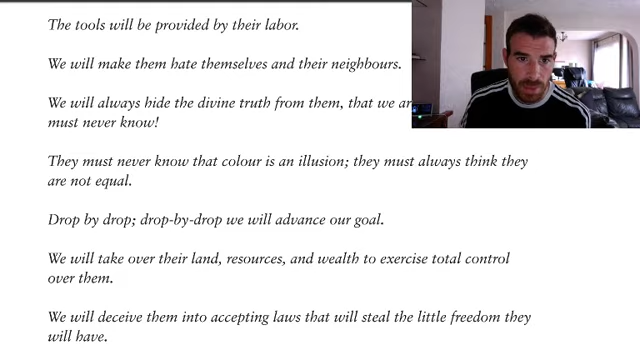 The tools will be provided by their labor.
We will make them hate themselves and their neighbours.
We will always hide the divine truth from them, that we
must never know!
They must never know that colour is an illusion; they must always think they
are not equal.
Drop by drop; drop-by-drop we will advance our goal.
We will take over their land, resources, and wealth to exercise total control
over them.
We will deceive them into accepting laws that will steal the little freedom they
will have.